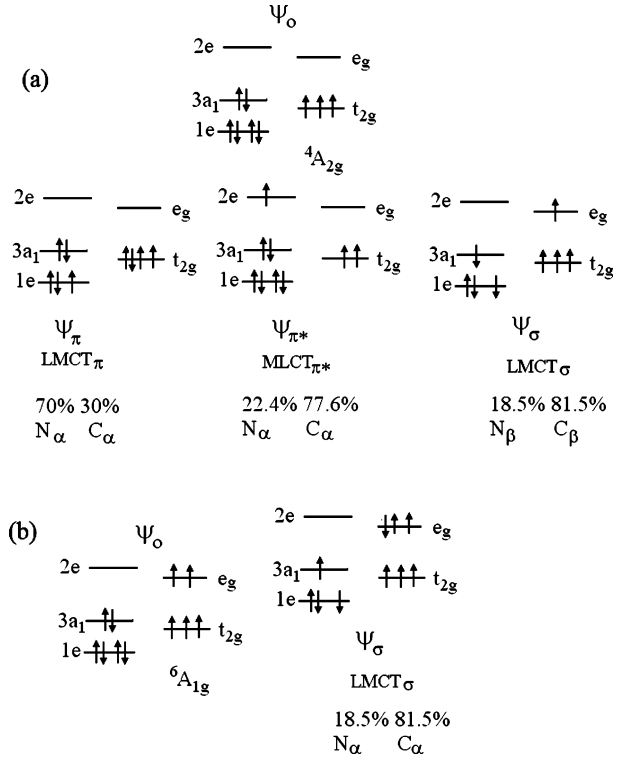 Ψo
2e
eg
(a)
3a1
t2g
1e
4A2g
2e
eg
2e
eg
2e
eg
3a1
t2g
3a1
t2g
3a1
t2g
1e
1e
1e
Ψπ
Ψπ*
Ψσ
LMCTπ
MLCTπ*
LMCTσ
70% 30%
22.4% 77.6%
18.5% 81.5%
Nα Cα
Nα Cα
Nβ Cβ
(b)
Ψo
2e
eg
3a1
t2g
1e
6A1g
2e
eg
3a1
t2g
1e
Ψσ
LMCTσ
18.5% 81.5%
Nα Cα